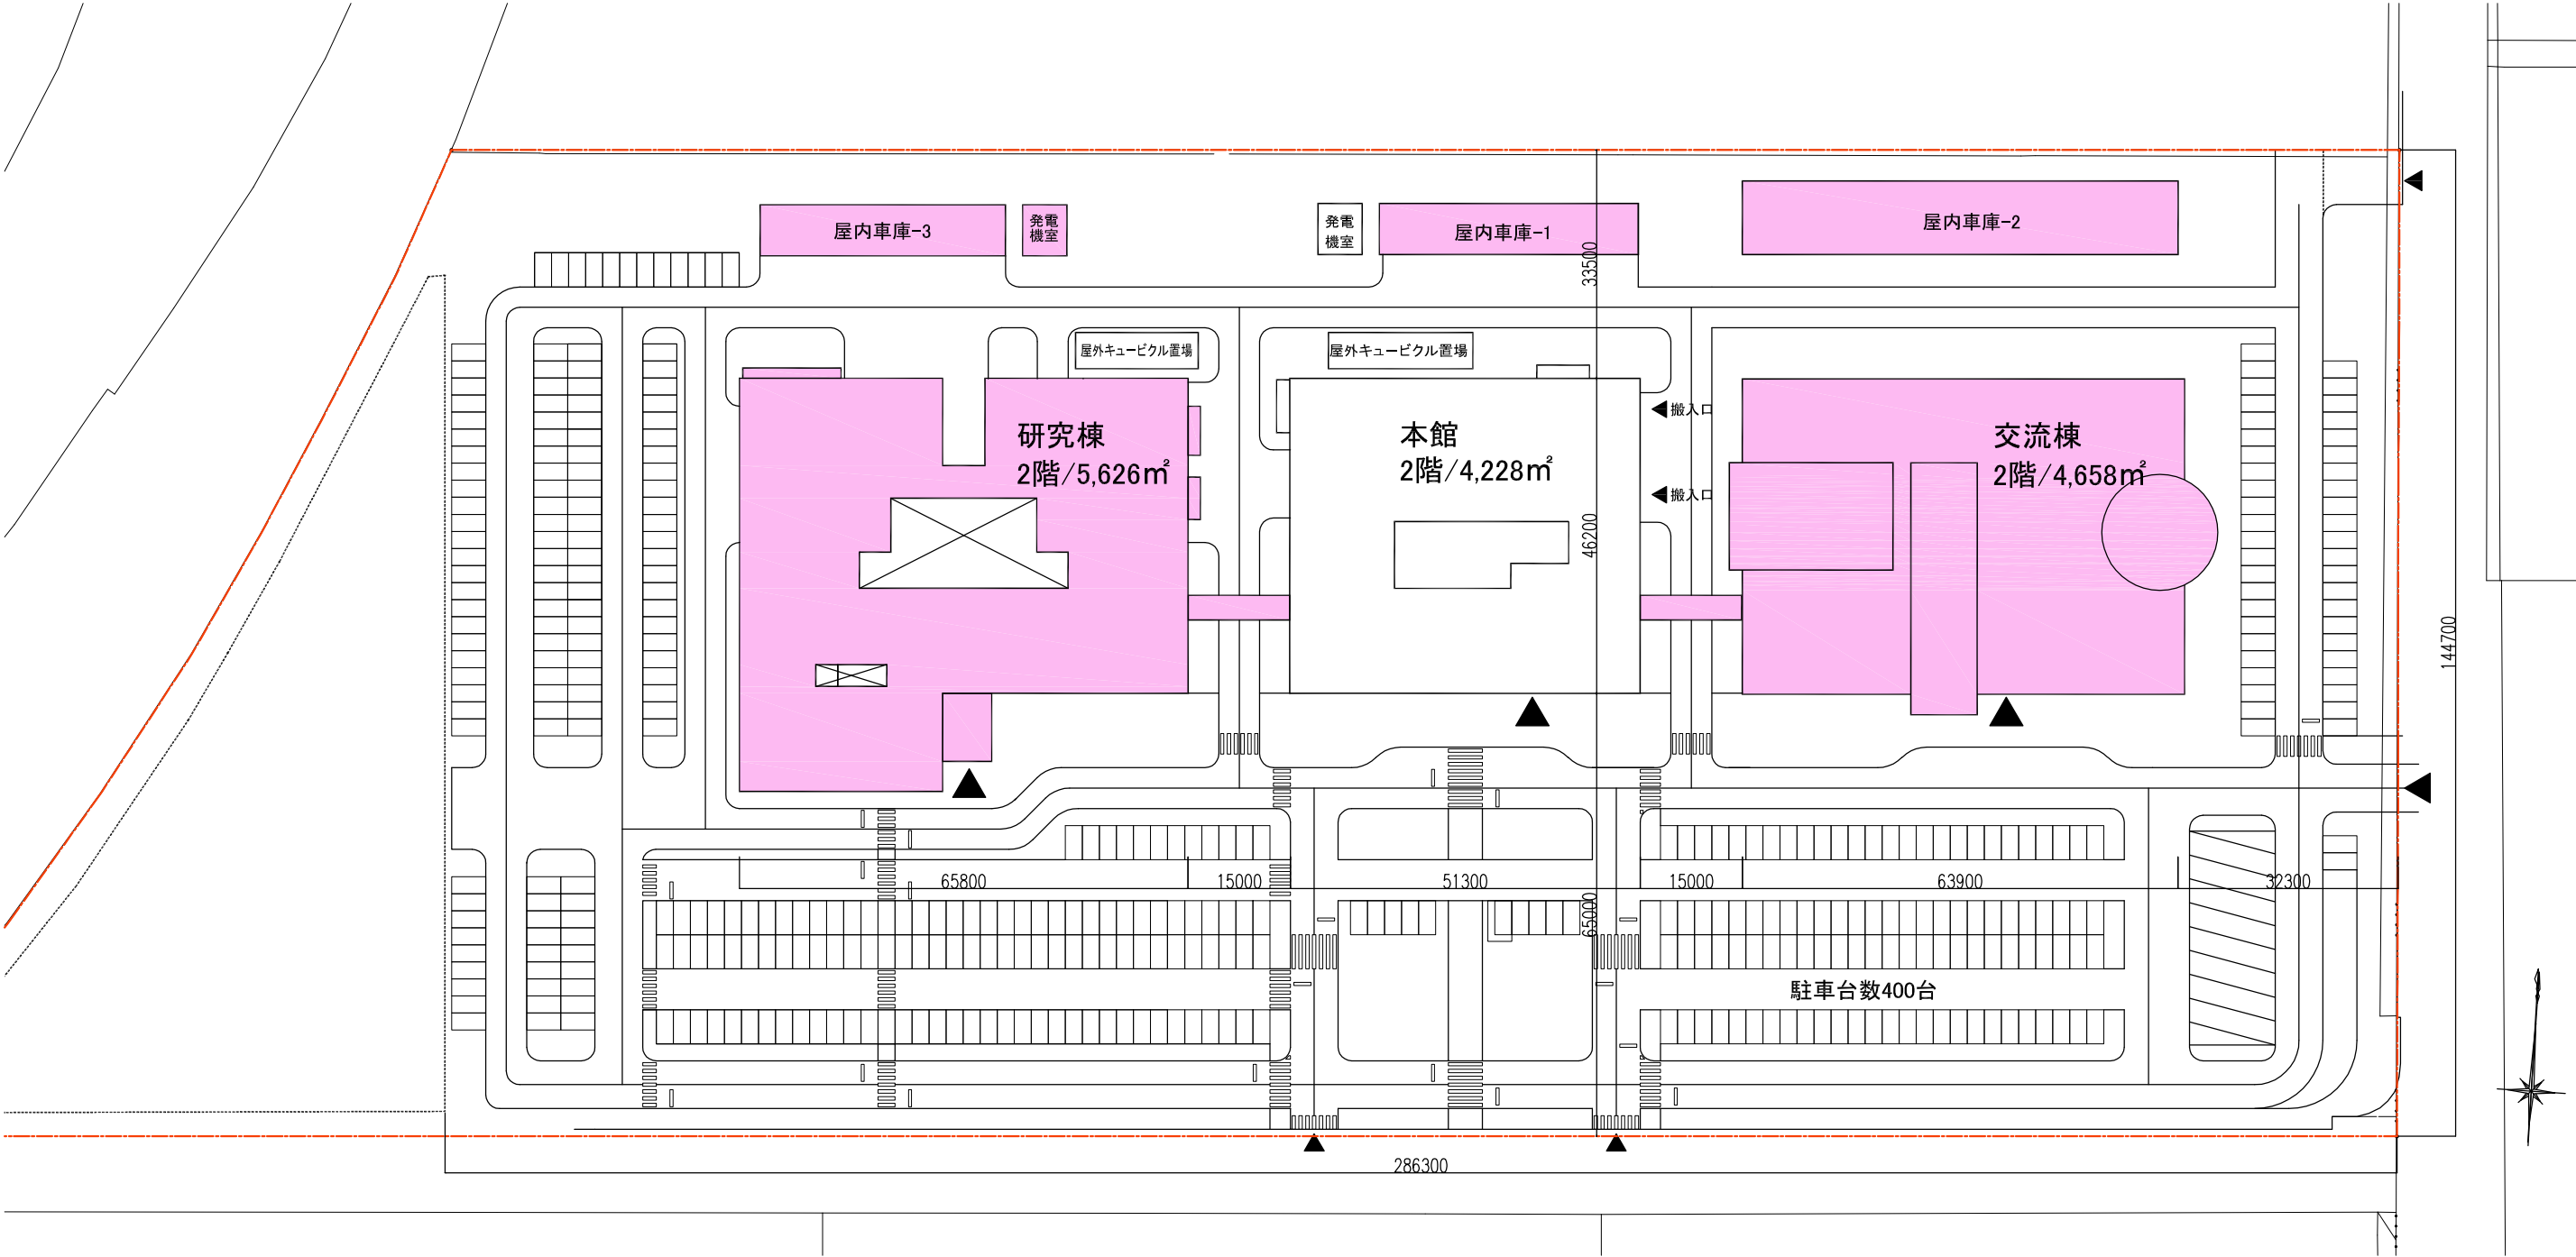 屋内車庫-3
発電
機室
発電
機室
屋内車庫-1
屋内車庫-2
33500
屋外キュービクル置場
屋外キュービクル置場
研究棟
2階/5,626㎡
本館
2階/4,228㎡
搬入口
搬入口
交流棟
2階/4,658㎡
46200
144700
65800
15000
51300
15000
63900
32300
65000
駐車台数400台
286300